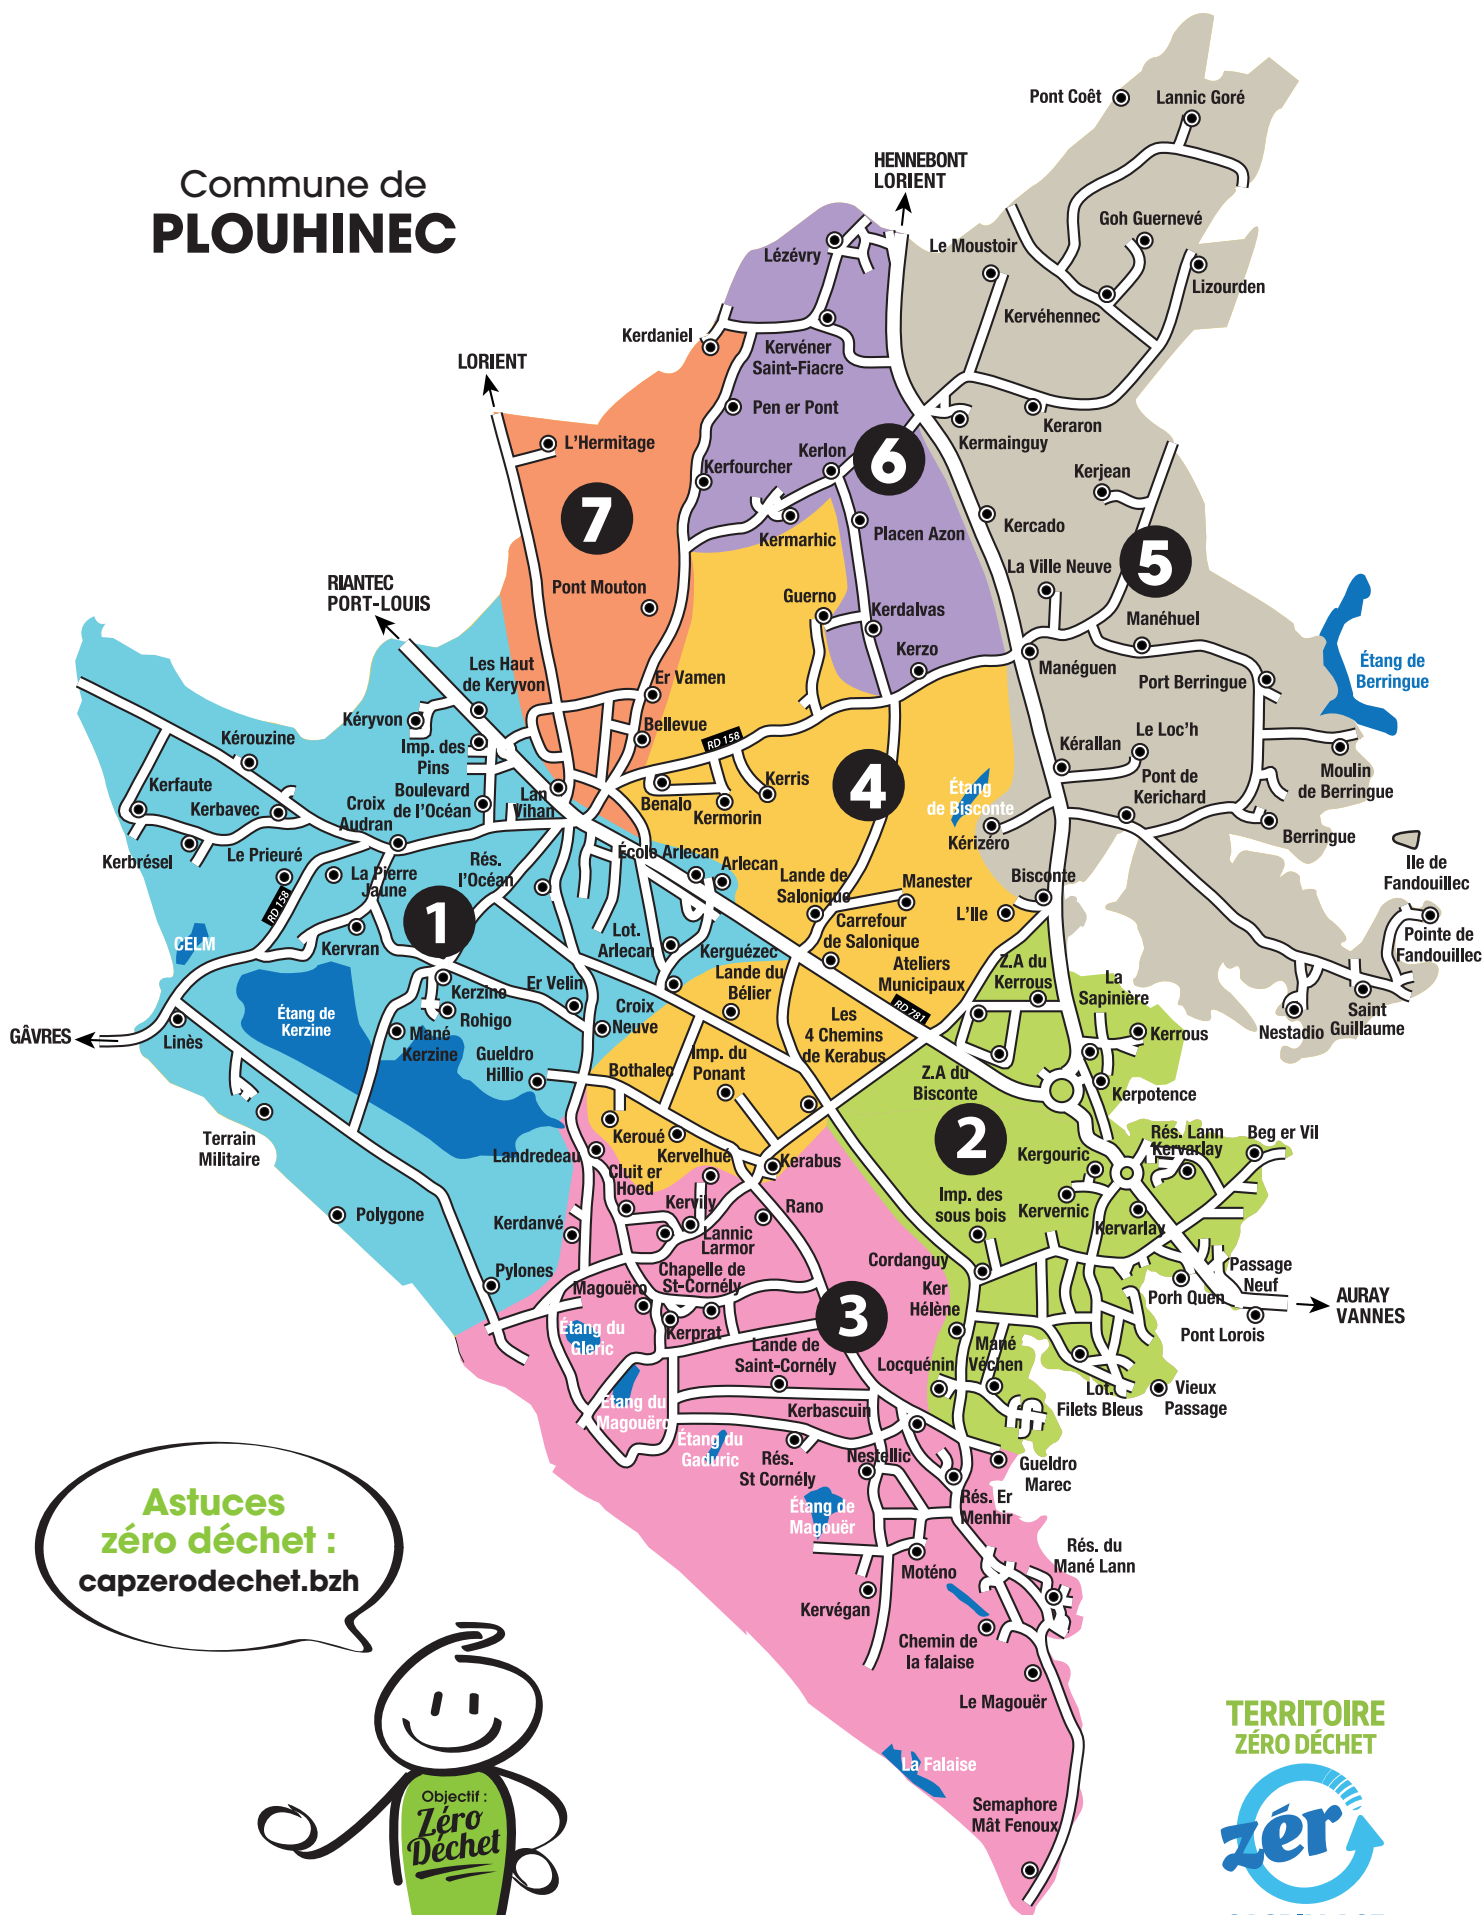 Commune de
PLOUHINEC
Pont Coêt
Lannic Goré
HENNEBONT
LORIENT
Goh Guernevé
Le Moustoir
Lézévry
Lizourden
Kervéhennec
Kerdaniel
Kervéner
Saint-Fiacre
LORIENT
Pen er Pont
Keraron
Kermainguy
L'Hermitage
Kerlon
6
Kerfourcher
Kerjean
7
Kercado
Placen Azon
Kermarhic
5
La Ville Neuve
RIANTEC
PORT-LOUIS
Pont Mouton
Guerno
Kerdalvas
Manéhuel
Kerzo
Manéguen
Étang de
Berringue
Les Haut
de Keryvon
Er Vamen
Port Berringue
Kéryvon
Bellevue
RD 158
Kérallan
Le Loc'h
Kérouzine
Imp. des
Pins
4
Kerris
Étang
de Bisconte
Pont de
Kerichard
Moulin
de Berringue
Kerfaute
Kerbavec
Croix
Audran
Boulevard
de l'Océan
Lan
Vihan
Benalo
Kermorin
Kérizéro
Berringue
Kerbrésel
Le Prieuré
La Pierre
Jaune
Rés.
l'Océan
École Arlecan
Arlecan
Lande de
Salonique
Manester
Bisconte
Ile de
Fandouillec
RD 158
1
L'Ile
Carrefour
de Salonique
Pointe de
Fandouillec
CELM
Kervran
Lot.
Arlecan
Kerguézec
Ateliers
Municipaux
Z.A du
Kerrous
La
Sapinière
Kerzine
Er Velin
Lande du
Bélier
RD 781
Étang de
Kerzine
Rohigo
Croix
Neuve
Les
4 Chemins
de Kerabus
Kerrous
Nestadio
Saint
Guillaume
GÂVRES
Linès
Mané
Kerzine
Gueldro
Hillio
Bothalec
Imp. du
Ponant
Z.A du
Bisconte
Kerpotence
Terrain
Militaire
Keroué
Kervelhué
2
Rés. Lann
Kervarlay
Beg er Vil
Landredeau
Cluit er
Hoed
Kerabus
Kergouric
Polygone
Kerdanvé
Kervily
Rano
Imp. des
sous bois
Kervernic
Kervarlay
Lannic
Larmor
Pylones
Magouëro
Chapelle de
St-Cornély
Cordanguy
Passage
Neuf
Ker
Hélène
Porh Quen
AURAY
VANNES
3
Étang du
Gleric
Kerprat
Lande de
Saint-Cornély
Mané
Véchen
Locquénin
Pont Lorois
Étang du
Magouëro
Kerbascuin
Lot.
Filets Bleus
Vieux
Passage
Étang du
Gaduric
Rés.
St Cornély
Nestellic
Gueldro
Marec
Étang de
Magouër
Rés. Er
Menhir
Astuces
zéro déchet :
capzerodechet.bzh
Rés. du
Mané Lann
Moténo
Kervégan
Chemin de
la falaise
Le Magouër
La Falaise
Semaphore
Mât Fenoux
Objectif :
Zéro
Déchet
TERRITOIRE
ZÉRO DÉCHET
zér